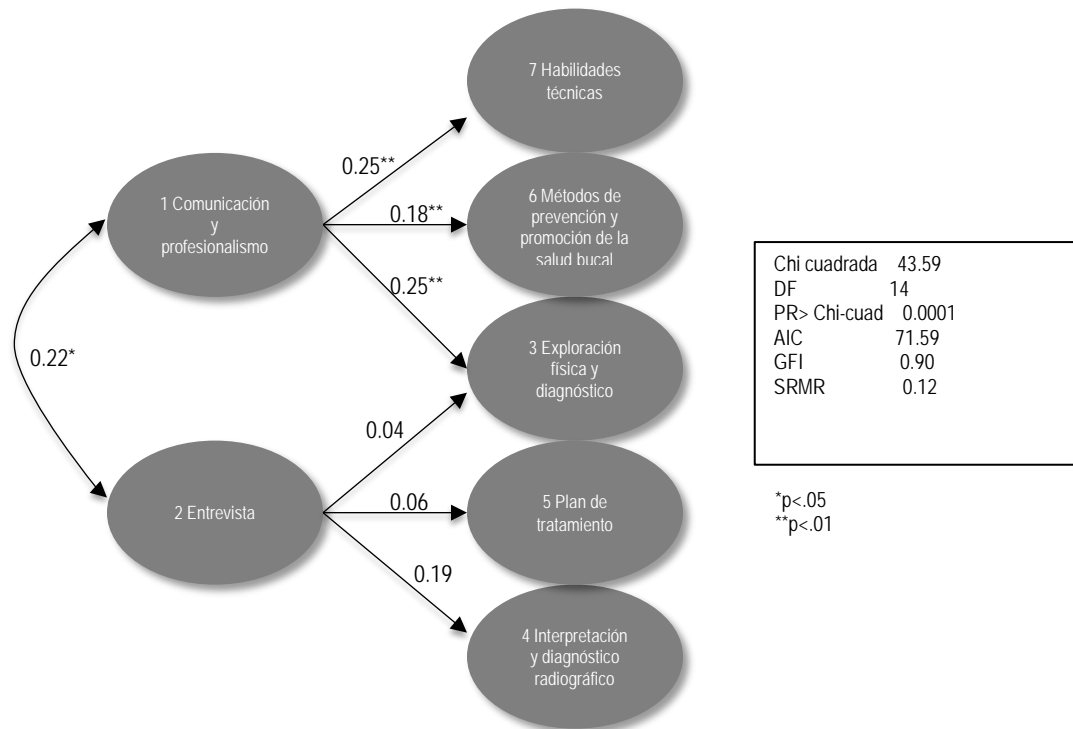 7 Habilidades
técnicas
0.25**
1 Comunicación
y
profesionalismo
0.18**
6 Métodos de
prevención y
promoción de la
salud bucal
0.25**
3 Exploración
física y
diagnóstico
0.22*
0.04
2 Entrevista
0.06
5 Plan de
tratamiento
0.19
4 Interpretación
y diagnóstico
radiográfico
Chi cuadrada 43.59
DF 14
PR> Chi-cuad 0.0001
AIC 71.59
GFI 0.90
SRMR 0.12
*p<.05
**p<.01